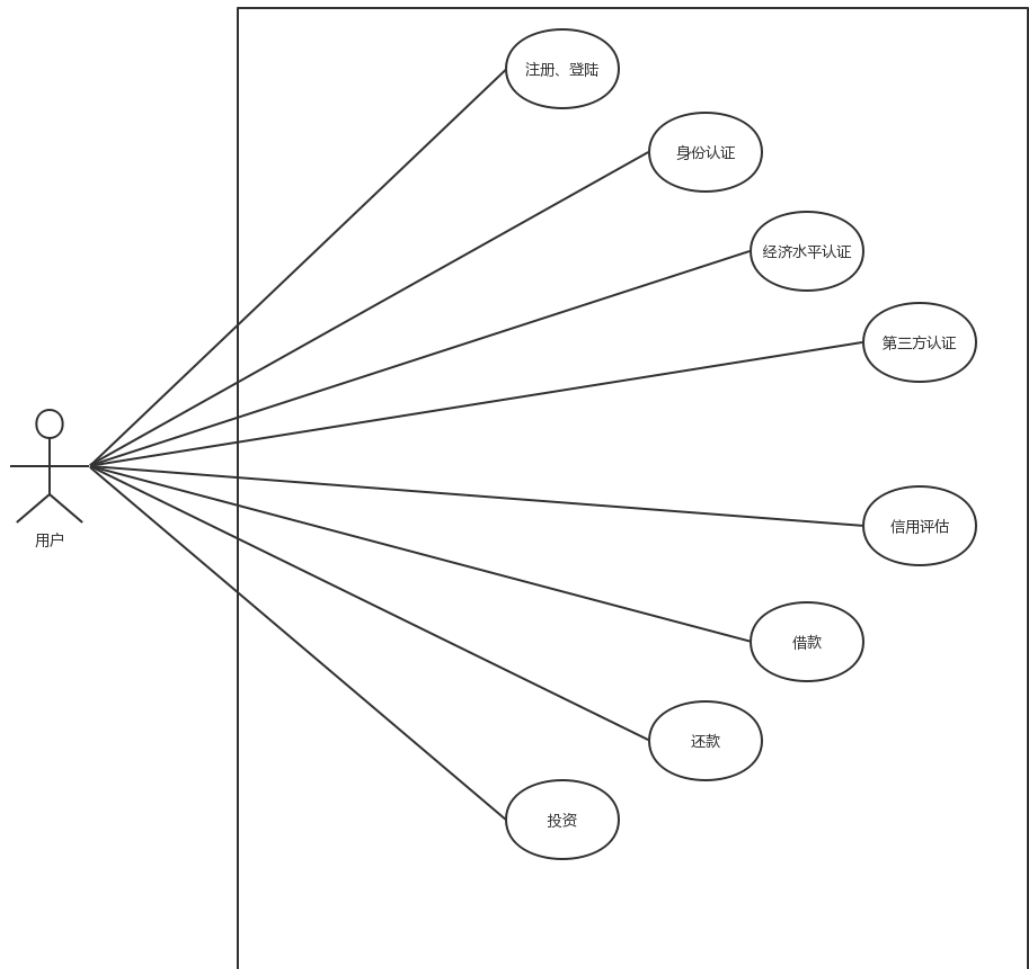 注册、登陆
身份认证
经济水平认证
第三方认证
用户
信用评估
借款
还款
投资